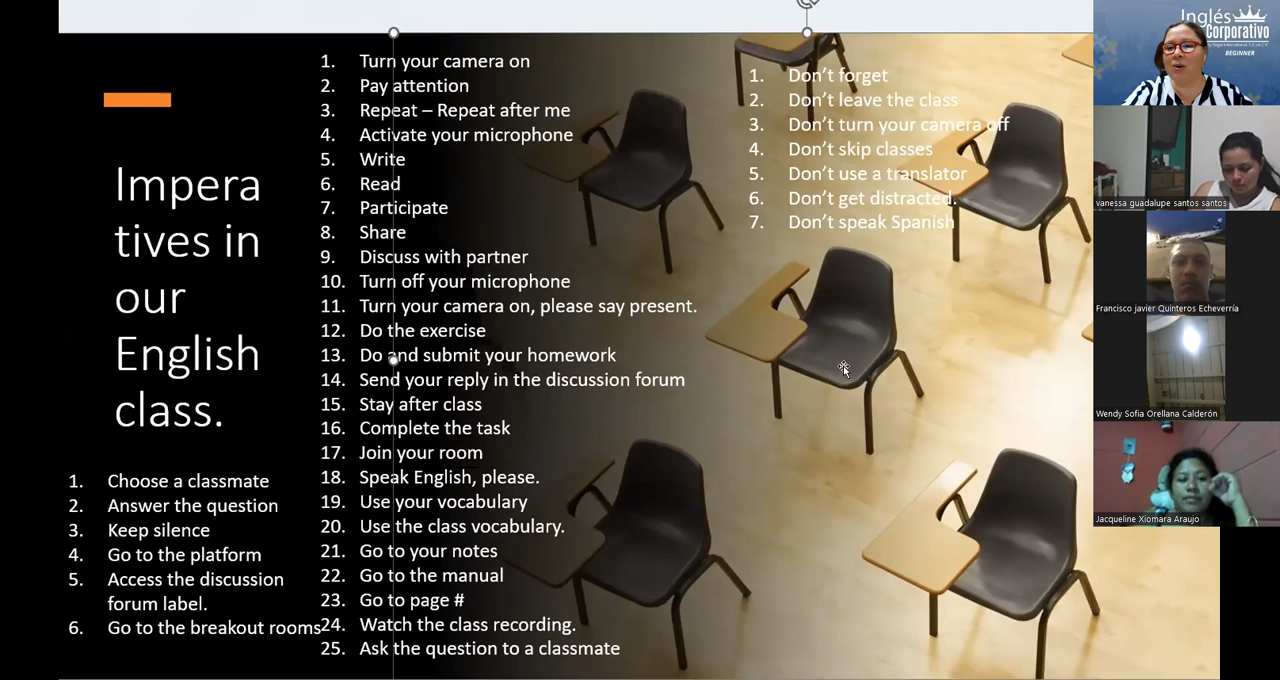 Impera
tives in
our
English
class.
1. Choose a classmate
2. Answer the question
3. Keep silence
4. Go to the platform
5. Access the discussion
forum label.
6. Go to the breakout rooms
1. Turn your camera on
2. Pay attention
3. Repeat – Repeat after me
4. Activate your microphone
5. Write
6. Read
7. Participate
8. Share
9. Discuss with partner
10. Turn off your microphone
11. Turn your camera on, please say present.
12. Do the exercise
13. Do and submit your homework
14. Send your reply in the discussion forum
15. Stay after class
16. Complete the task
17. Join your room
18. Speak English, please.
19. Use your vocabulary
20. Use the class vocabulary.
21. Go to your notes
22. Go to the manual
23. Go to page #
24. Watch the class recording.
25. Ask the question to a classmate
1. Don’t forget
2. Don’t leave the class
3. Don’t turn your camera off
4. Don’t skip classes
5. Don’t use a translator
6. Don’t get distracted.
7. Don’t speak Spanish
Inglés
Corporativo
BEGINNER
vanessa guadalupe santos santos
Francisco javier Quinteros Echeverría
Wendy Sofia Orellana Calderón
Jacqueline Xiomara Araujo